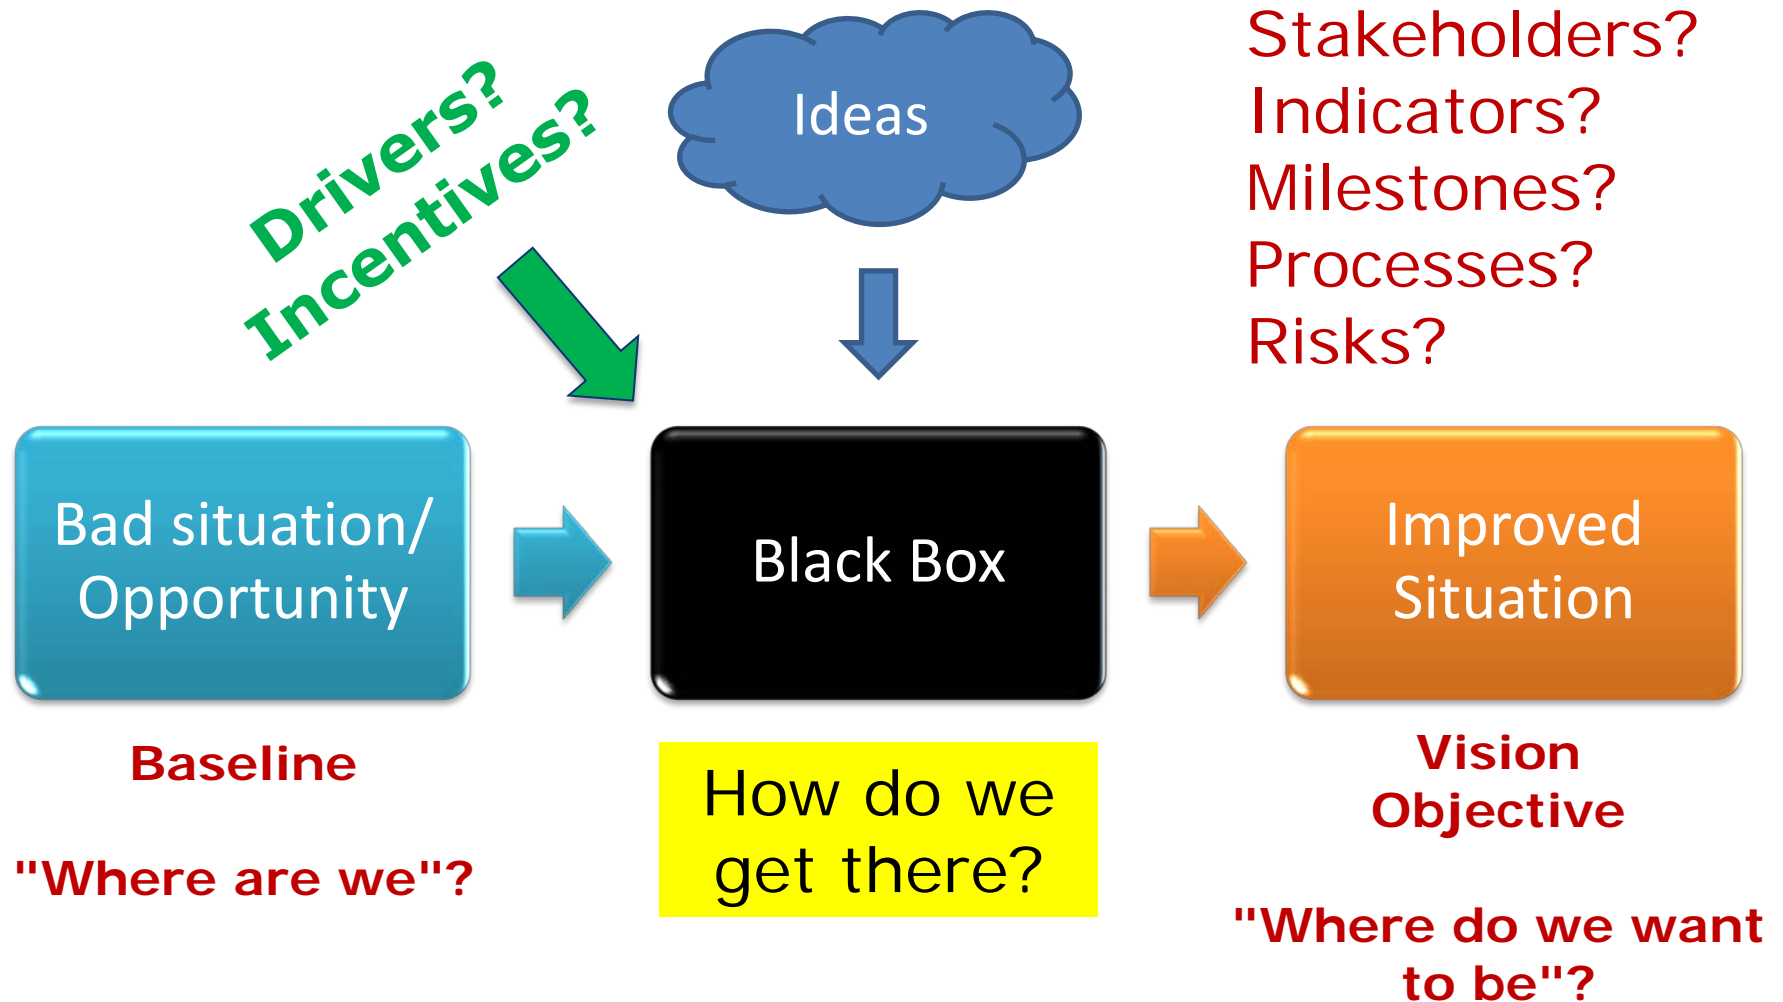 Drivers?
Incentives?
Ideas
Stakeholders?
Indicators?
Milestones?
Processes?
Risks?
Bad situation/
Opportunity
Black Box
Improved
Situation
Baseline
"Where are we"?
How do we
get there?
Vision
Objective
"Where do we want
to be"?